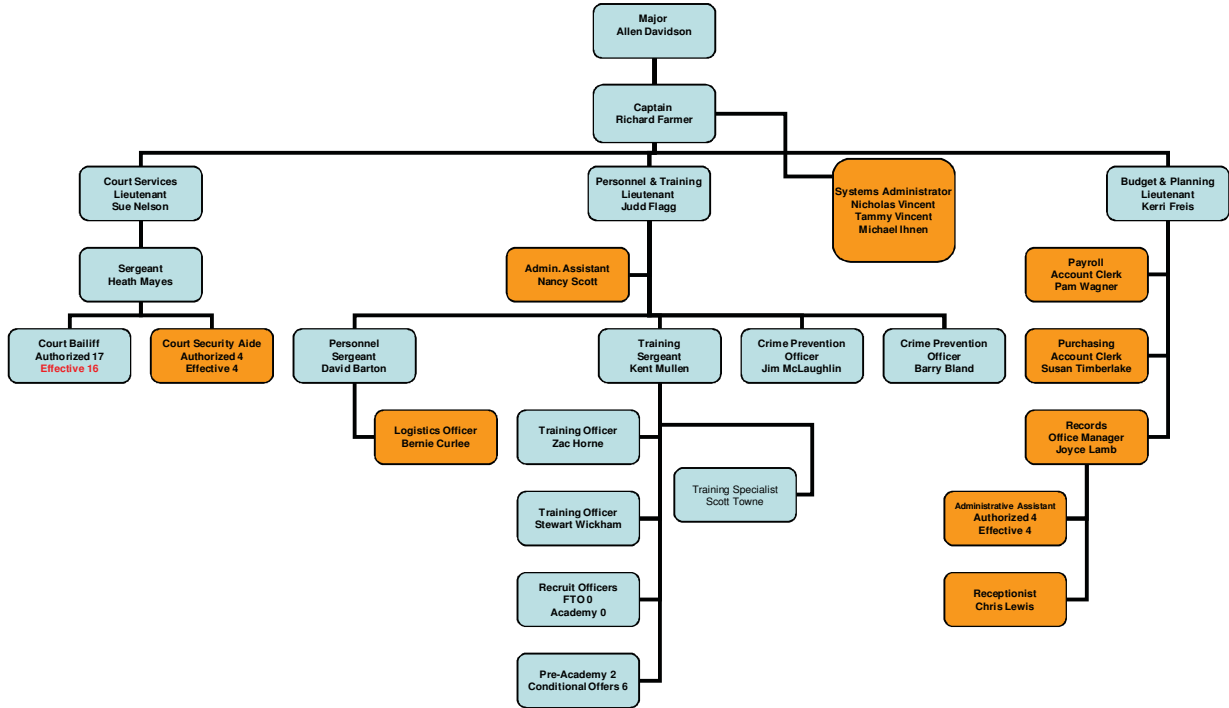 Major
Allen Davidson
Captain
Richard Farmer
Court Services
Lieutenant
Sue Nelson
Personnel & Training
Lieutenant
Judd Flagg
Systems Administrator
Nicholas Vincent
Tammy Vincent
Michael Ihnen
Budget & Planning
Lieutenant
Kerri Freis
Sergeant
Heath Mayes
Admin. Assistant
Nancy Scott
Payroll
Account Clerk
Pam Wagner
Court Bailiff
Authorized 17
Effective 16
Court Security Aide
Authorized 4
Effective 4
Personnel
Sergeant
David Barton
Training
Sergeant
Kent Mullen
Crime Prevention
Officer
Jim McLaughlin
Crime Prevention
Officer
Barry Bland
Purchasing
Account Clerk
Susan Timberlake
Logistics Officer
Bernie Curlee
Training Officer
Zac Horne
Records
Office Manager
Joyce Lamb
Training Specialist
Scott Towne
Training Officer
Stewart Wickham
Administrative Assistant
Authorized 4
Effective 4
Recruit Officers
FTO 0
Academy 0
Receptionist
Chris Lewis
Pre-Academy 2
Conditional Offers 6